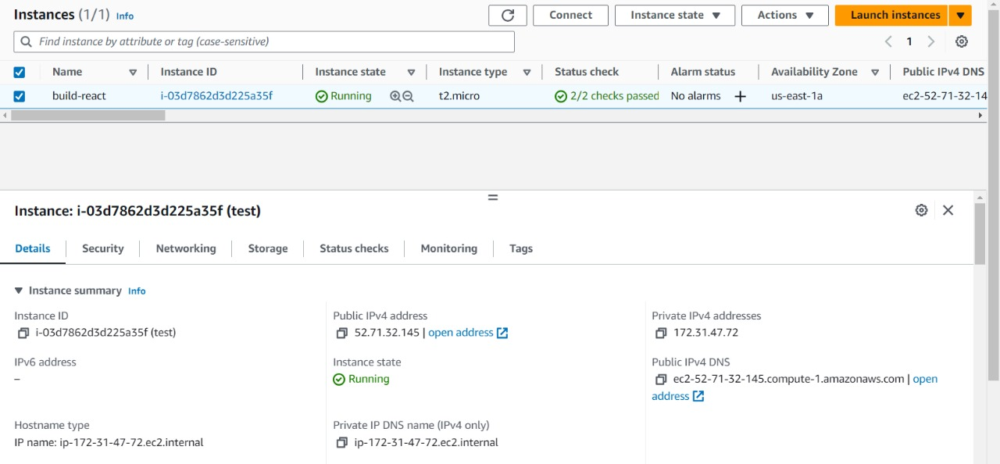 Instances (1/1) Info
Connect
Instance state
Actions
Launch instances
Find instance by attribute or tag (case-sensitive)
1
Name Instance ID Instance state Instance type Status check Alarm status Availability Zone Public IPv4 DNS
build-react i-03d7862d3d225a35f Running t2.micro 2/2 checks passed No alarms + us-east-1a ec2-52-71-32-14
Instance: i-03d7862d3d225a35f (test)
Details Security Networking Storage Status checks Monitoring Tags
Instance summary Info
Instance ID
i-03d7862d3d225a35f (test)
Public IPv4 address
52.71.32.145 | open address
Private IPv4 addresses
172.31.47.72
IPv6 address
–
Instance state
Running
Public IPv4 DNS
ec2-52-71-32-145.compute-1.amazonaws.com | open
address
Hostname type
IP name: ip-172-31-47-72.ec2.internal
Private IP DNS name (IPv4 only)
ip-172-31-47-72.ec2.internal